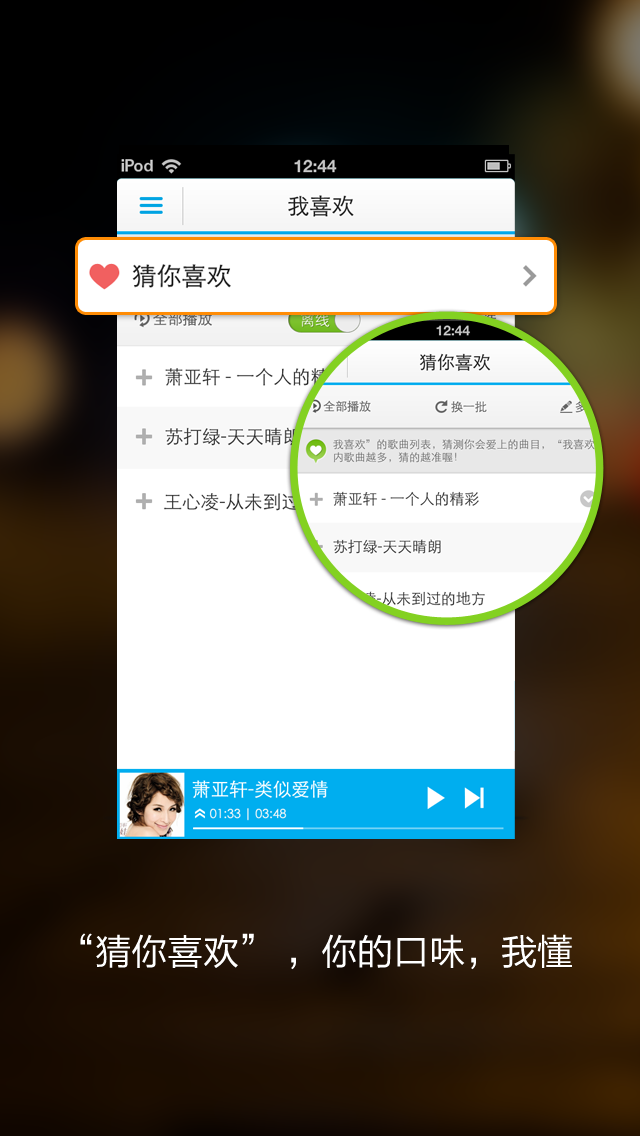 iPod 12:44
我喜欢
猜你喜欢
全部播放 离线
萧亚轩 - 一个人的
苏打绿-天天晴朗
王心凌-从未到过
12:44
猜你喜欢
全部播放 换一批 多
我喜欢”的歌曲列表，猜测你会爱上的曲目，“我喜欢
内歌曲越多，猜的越准喔！
萧亚轩 - 一个人的精彩
苏打绿-天天晴朗
-从未到过的地方
萧亚轩-类似爱情
01:33 | 03:48
“猜你喜欢”，你的口味，我懂